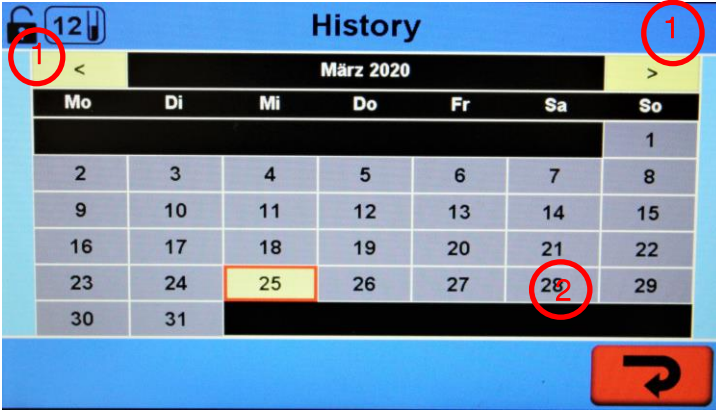 12 History
1 1
< März 2020 >
Mo Di Mi Do Fr Sa So
1
2 3 4 5 6 7 8
9 10 11 12 13 14 15
16 17 18 19 20 21 22
23 24 25 26 27 28 29
2
30 31